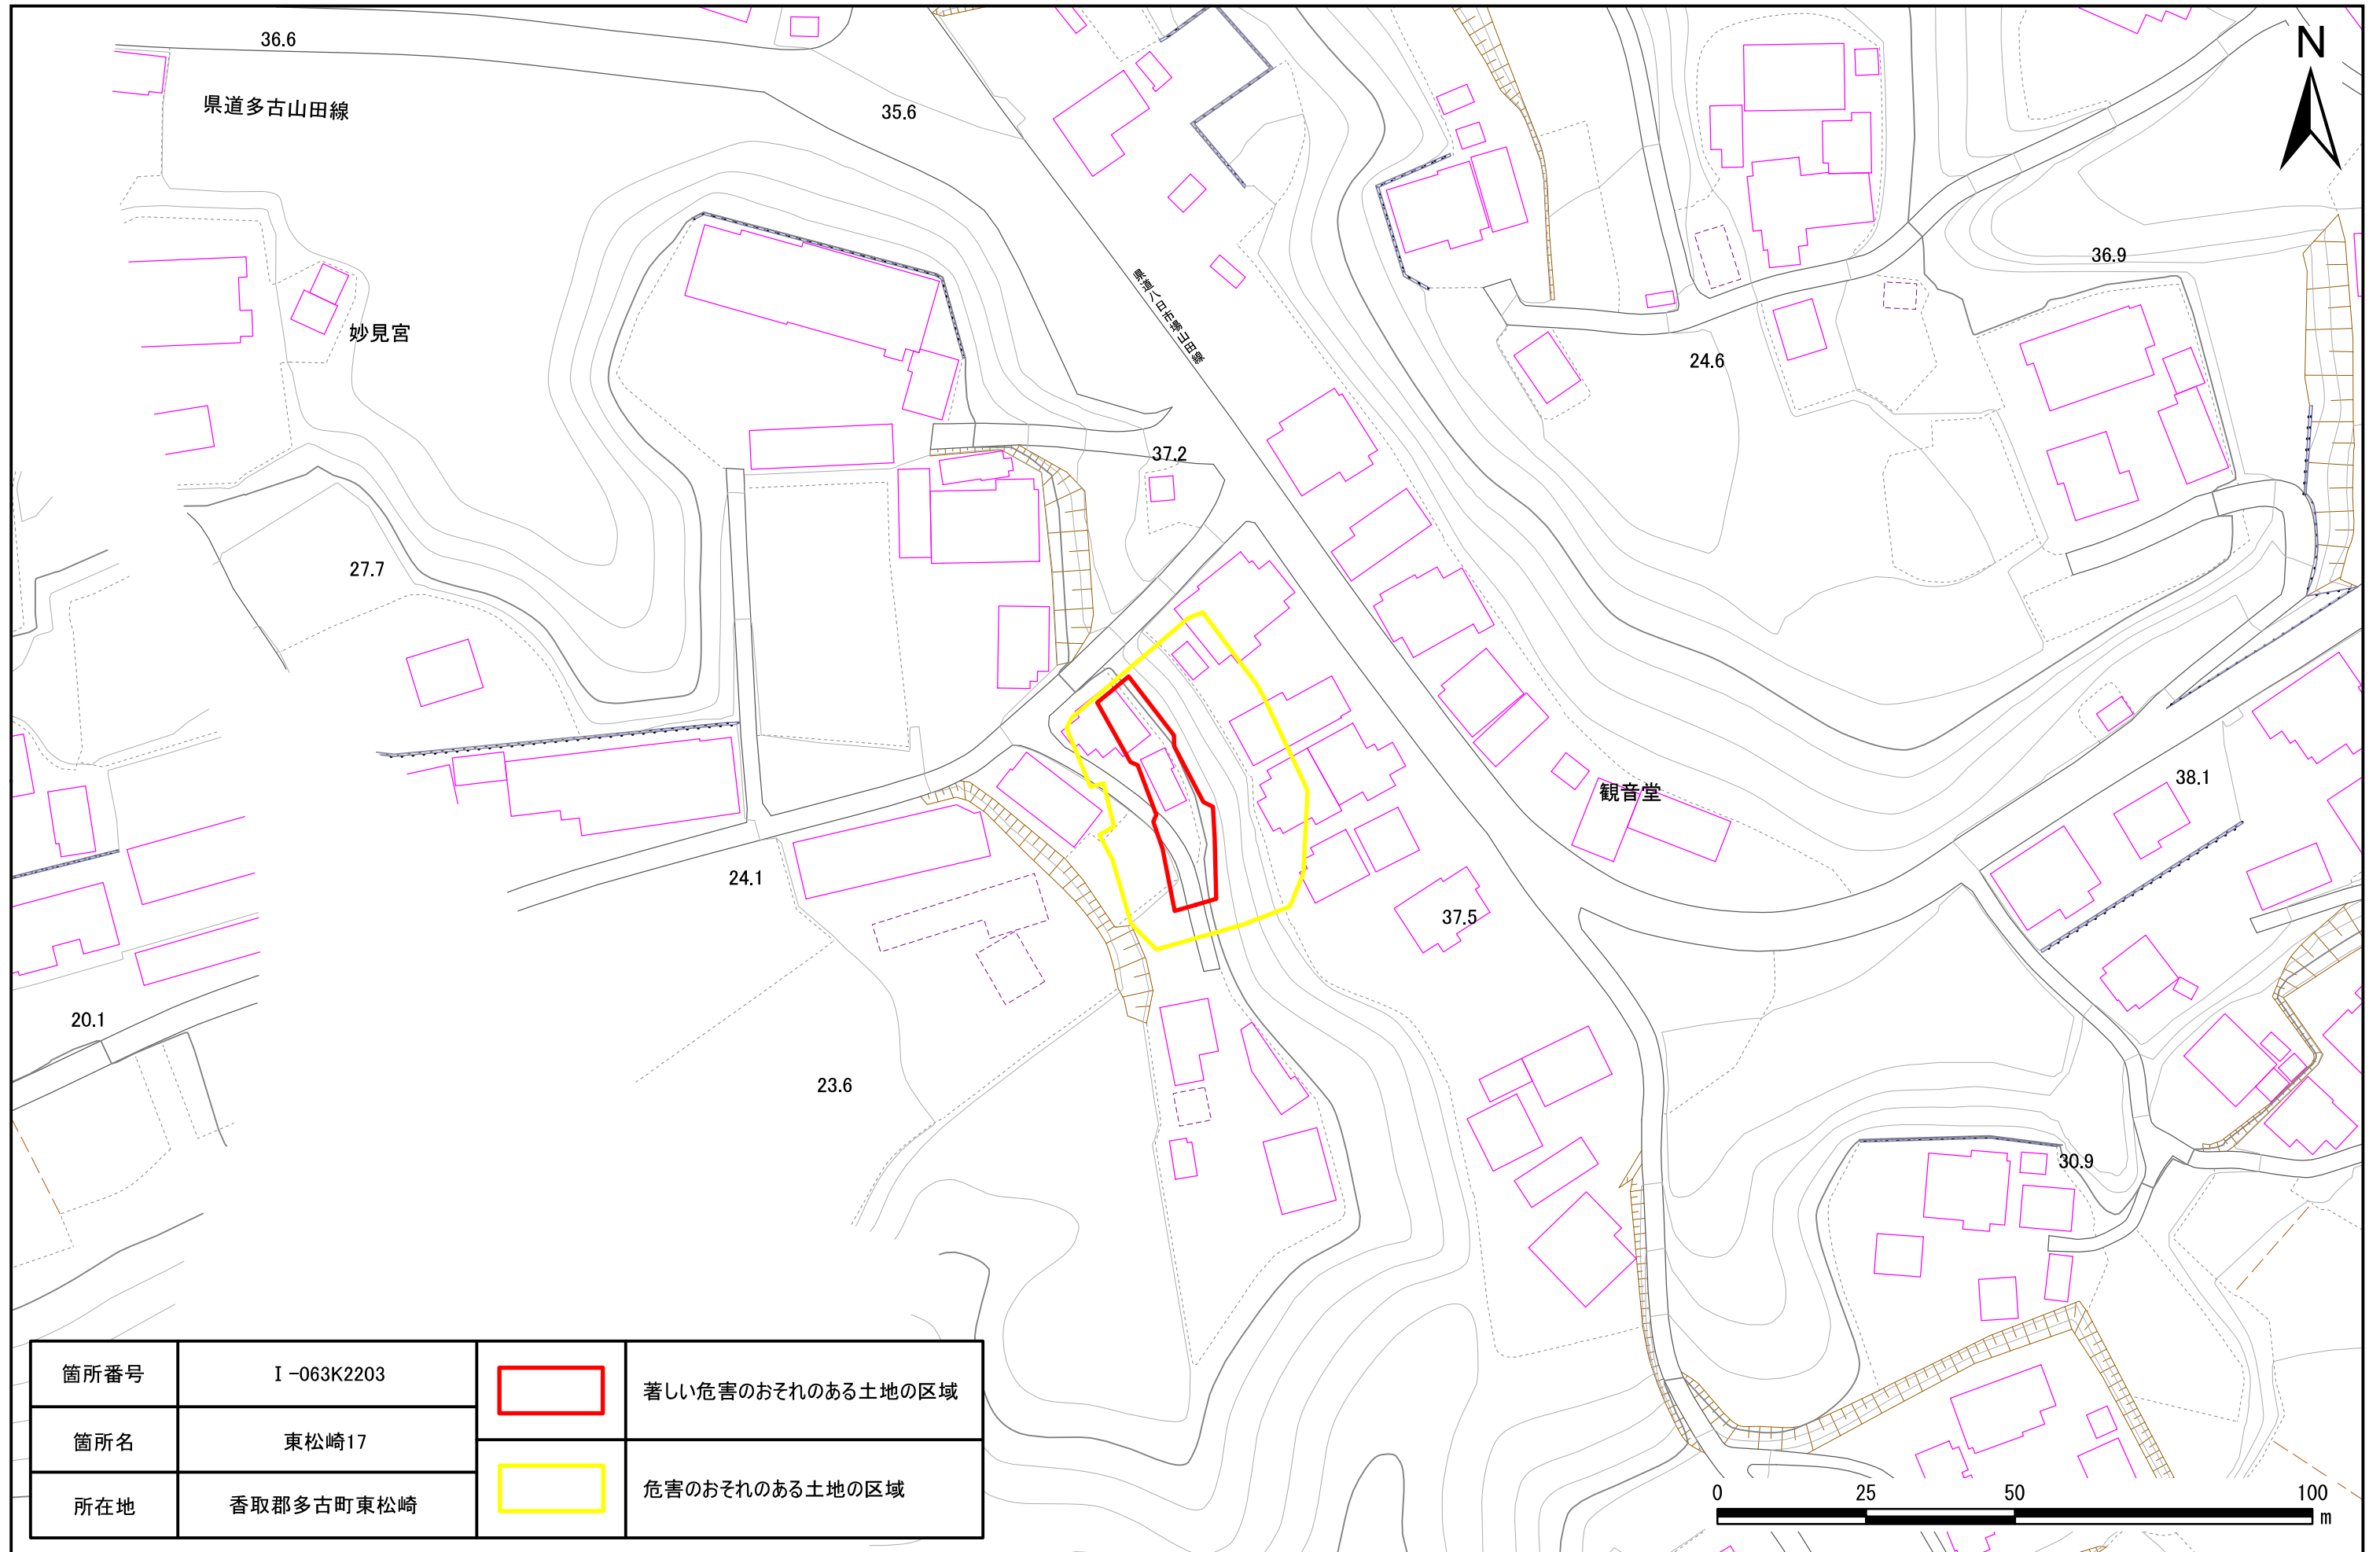 36.6
県道多古山田線
35.6
N
県道八日市場山田線
36.9
妙見宮
24.6
37.2
27.7
観音堂
38.1
24.1
37.5
20.1
23.6
30.9
箇所番号 Ⅰ-063K2203
著しい危害のおそれのある土地の区域
箇所名 東松崎17
危害のおそれのある土地の区域
所在地 香取郡多古町東松崎
0 25 50 100
m